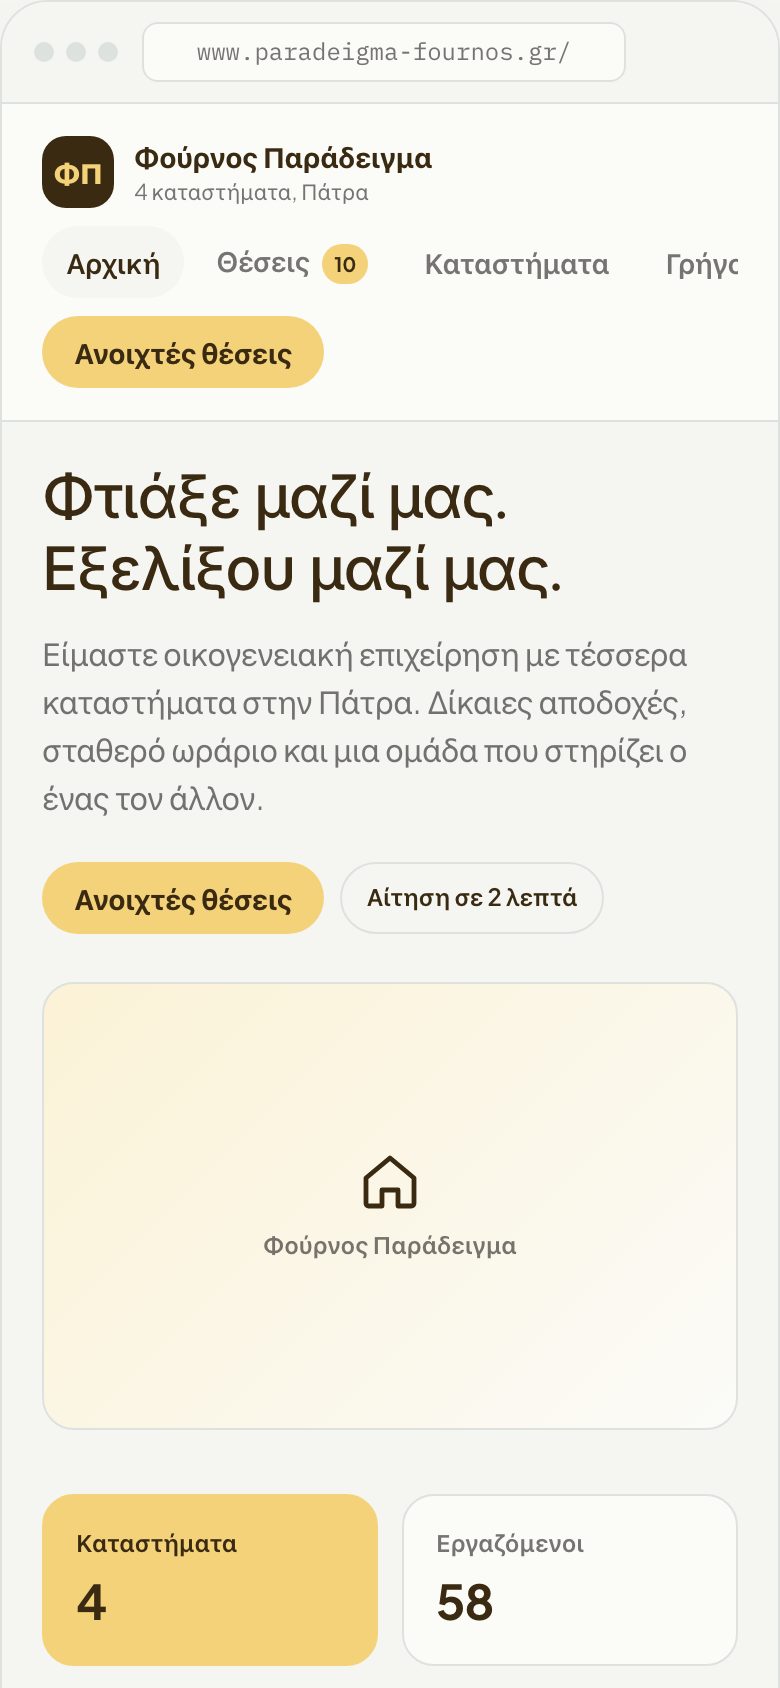 www.paradeigma-fournos.gr/
ΦΠ
Φούρνος Παράδειγμα
4 καταστήματα, Πάτρα
Αρχική Θέσεις 10 Καταστήματα
Ανοιχτές θέσεις
Φτιάξε μαζί μας.
Εξελίξου μαζί μας.
Είμαστε οικογενειακή επιχείρηση με τέσσερα
καταστήματα στην Πάτρα. Δίκαιες αποδοχές,
σταθερό ωράριο και μια ομάδα που στηρίζει ο
ένας τον άλλον.
Ανοιχτές θέσεις Αίτηση σε 2 λεπτά
Φούρνος Παράδειγμα
Καταστήματα Εργαζόμενοι
4 58